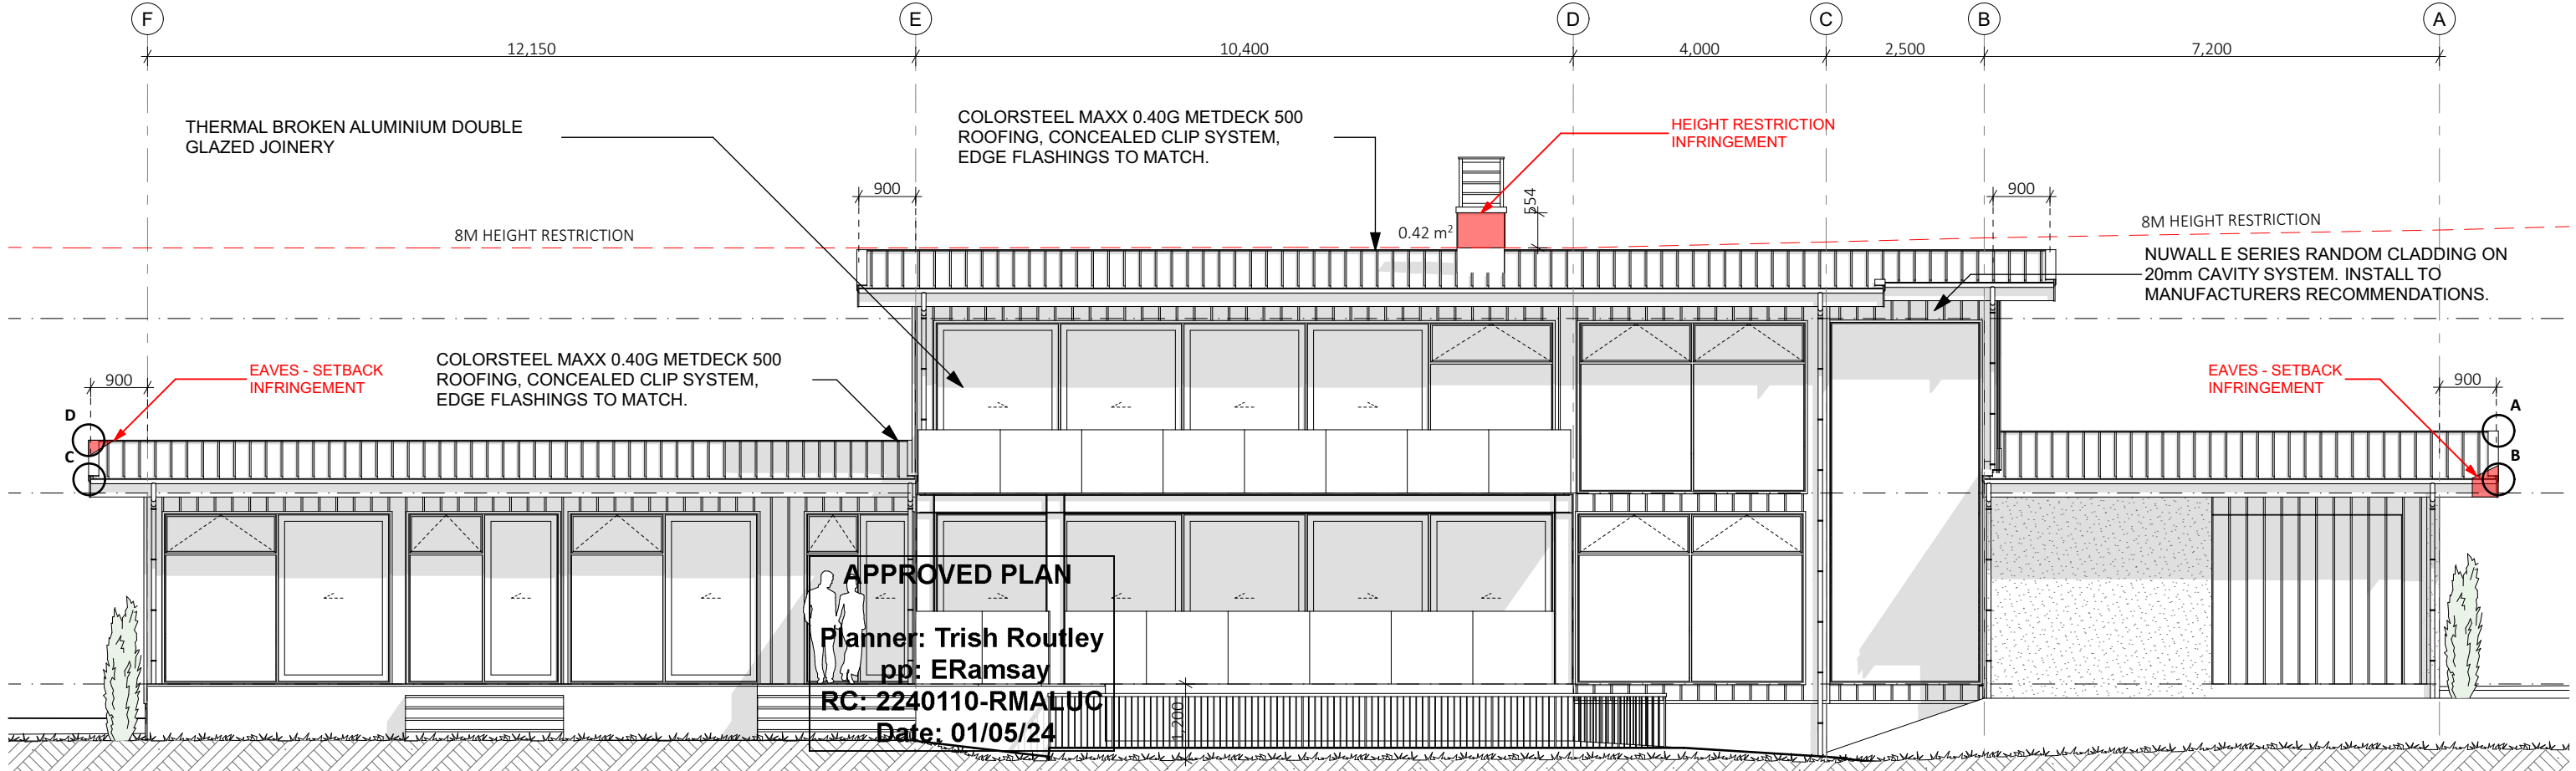 F
E
D
C
B
A
12,150
10,400
4,000
2,500
7,200
THERMAL BROKEN ALUMINIUM DOUBLE
GLAZED JOINERY
COLORSTEEL MAXX 0.40G METDECK 500
ROOFING, CONCEALED CLIP SYSTEM,
EDGE FLASHINGS TO MATCH.
HEIGHT RESTRICTION
INFRINGEMENT
900
554
900
8M HEIGHT RESTRICTION
0.42 m²
8M HEIGHT RESTRICTION
NUWALL E SERIES RANDOM CLADDING ON
20mm CAVITY SYSTEM. INSTALL TO
MANUFACTURERS RECOMMENDATIONS.
900
EAVES - SETBACK
INFRINGEMENT
COLORSTEEL MAXX 0.40G METDECK 500
ROOFING, CONCEALED CLIP SYSTEM,
EDGE FLASHINGS TO MATCH.
EAVES - SETBACK
INFRINGEMENT
900
D
C
A
B
APPROVED PLAN
Planner: Trish Routley
pp: ERamsay
RC: 2240110-RMALUC
Date: 01/05/24
1,200